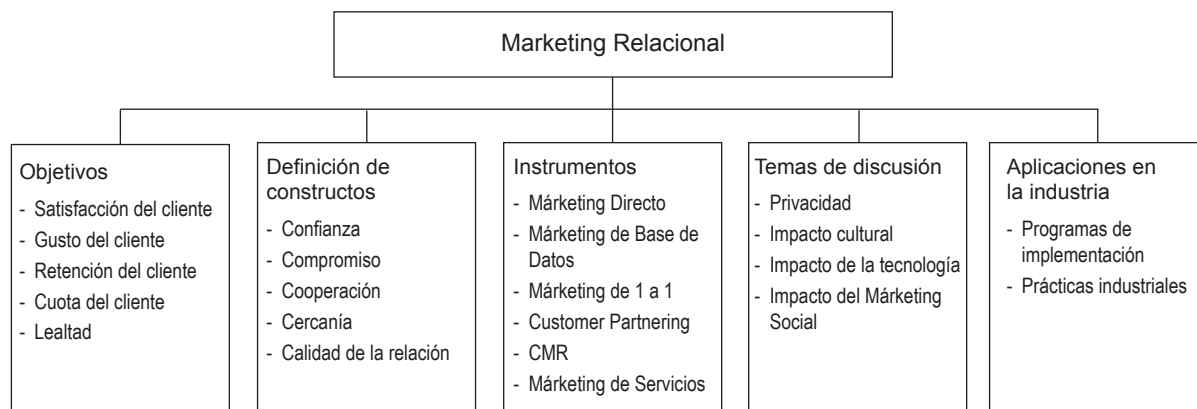 Marketing Relacional
Objetivos
- Satisfacción del cliente
- Gusto del cliente
- Retención del cliente
- Cuota del cliente
- Lealtad
Definición de
constructos
- Confianza
- Compromiso
- Cooperación
- Cercanía
- Calidad de la relación
Instrumentos
- Márketing Directo
- Márketing de Base de
Datos
- Márketing de 1 a 1
- Customer Partnering
- CMR
- Márketing de Servicios
Temas de discusión
- Privacidad
- Impacto cultural
- Impacto de la tecnología
- Impacto del Márketing
Social
Aplicaciones en
la industria
- Programas de
implementación
- Prácticas industriales